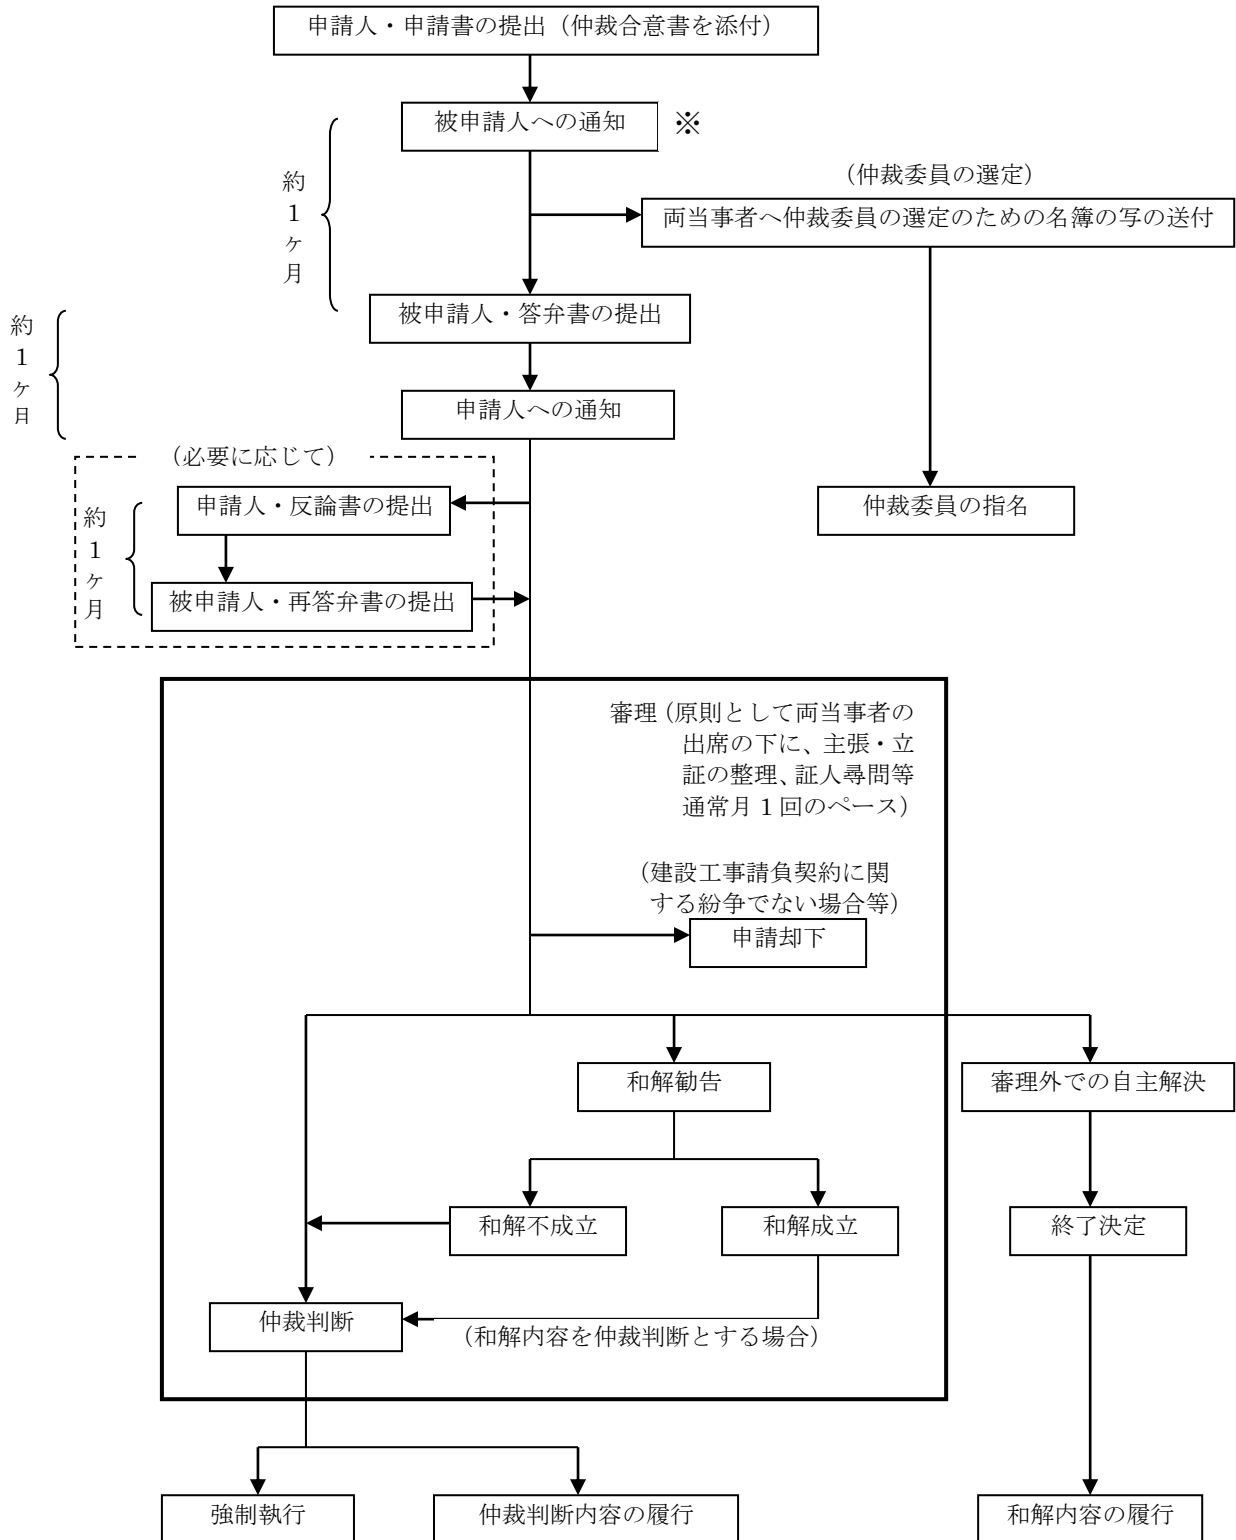 申請人・申請書の提出（仲裁合意書を添付）
被申請人への通知 ※
約１ヶ月
（仲裁委員の選定）
両当事者へ仲裁委員の選定のための名簿の写の送付
被申請人・答弁書の提出
約１ヶ月
申請人への通知
（必要に応じて）
申請人・反論書の提出
仲裁委員の指名
約１ヶ月
被申請人・再答弁書の提出
審理（原則として両当事者の
出席の下に、主張・立
証の整理、証人尋問等
通常月１回のペース）
（建設工事請負契約に関
する紛争でない場合等）
申請却下
和解勧告
審理外での自主解決
和解不成立
和解成立
終了決定
仲裁判断
（和解内容を仲裁判断とする場合）
強制執行
仲裁判断内容の履行
和解内容の履行